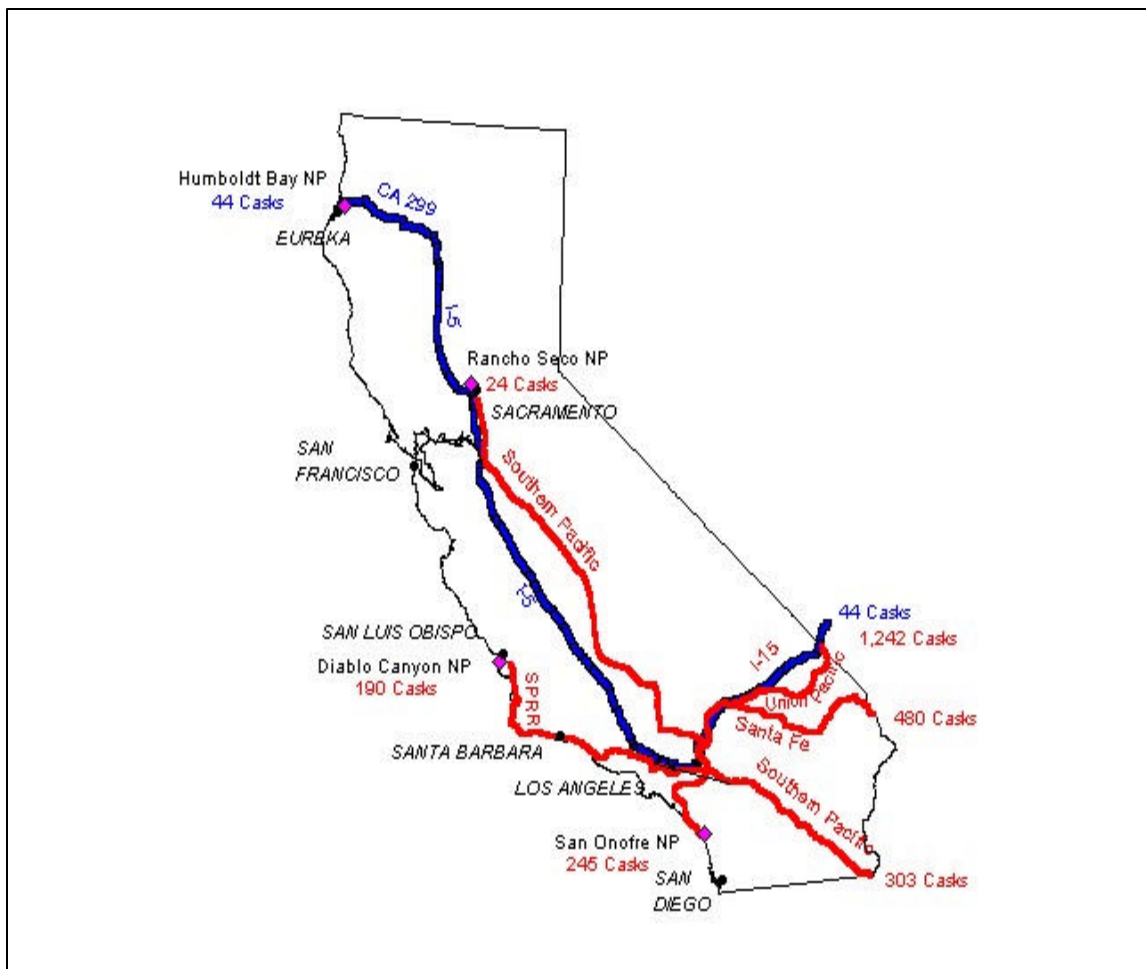 Humboldt Bay NP
44 Casks
CA 299
EUREKA
I-5
Rancho Seco NP
24 Casks
SACRAMENTO
SAN
FRANCISCO
Southern Pacific
I-5
SAN LUIS OBISPO
Diablo Canyon NP
190 Casks
SPRR
44 Casks
1,242 Casks
I-15
Union Pacific
480 Casks
Santa Fe
SANTA BARBARA
LOS ANGELES
Southern Pacific
San Onofre NP
245 Casks
SAN
DIEGO
303 Casks